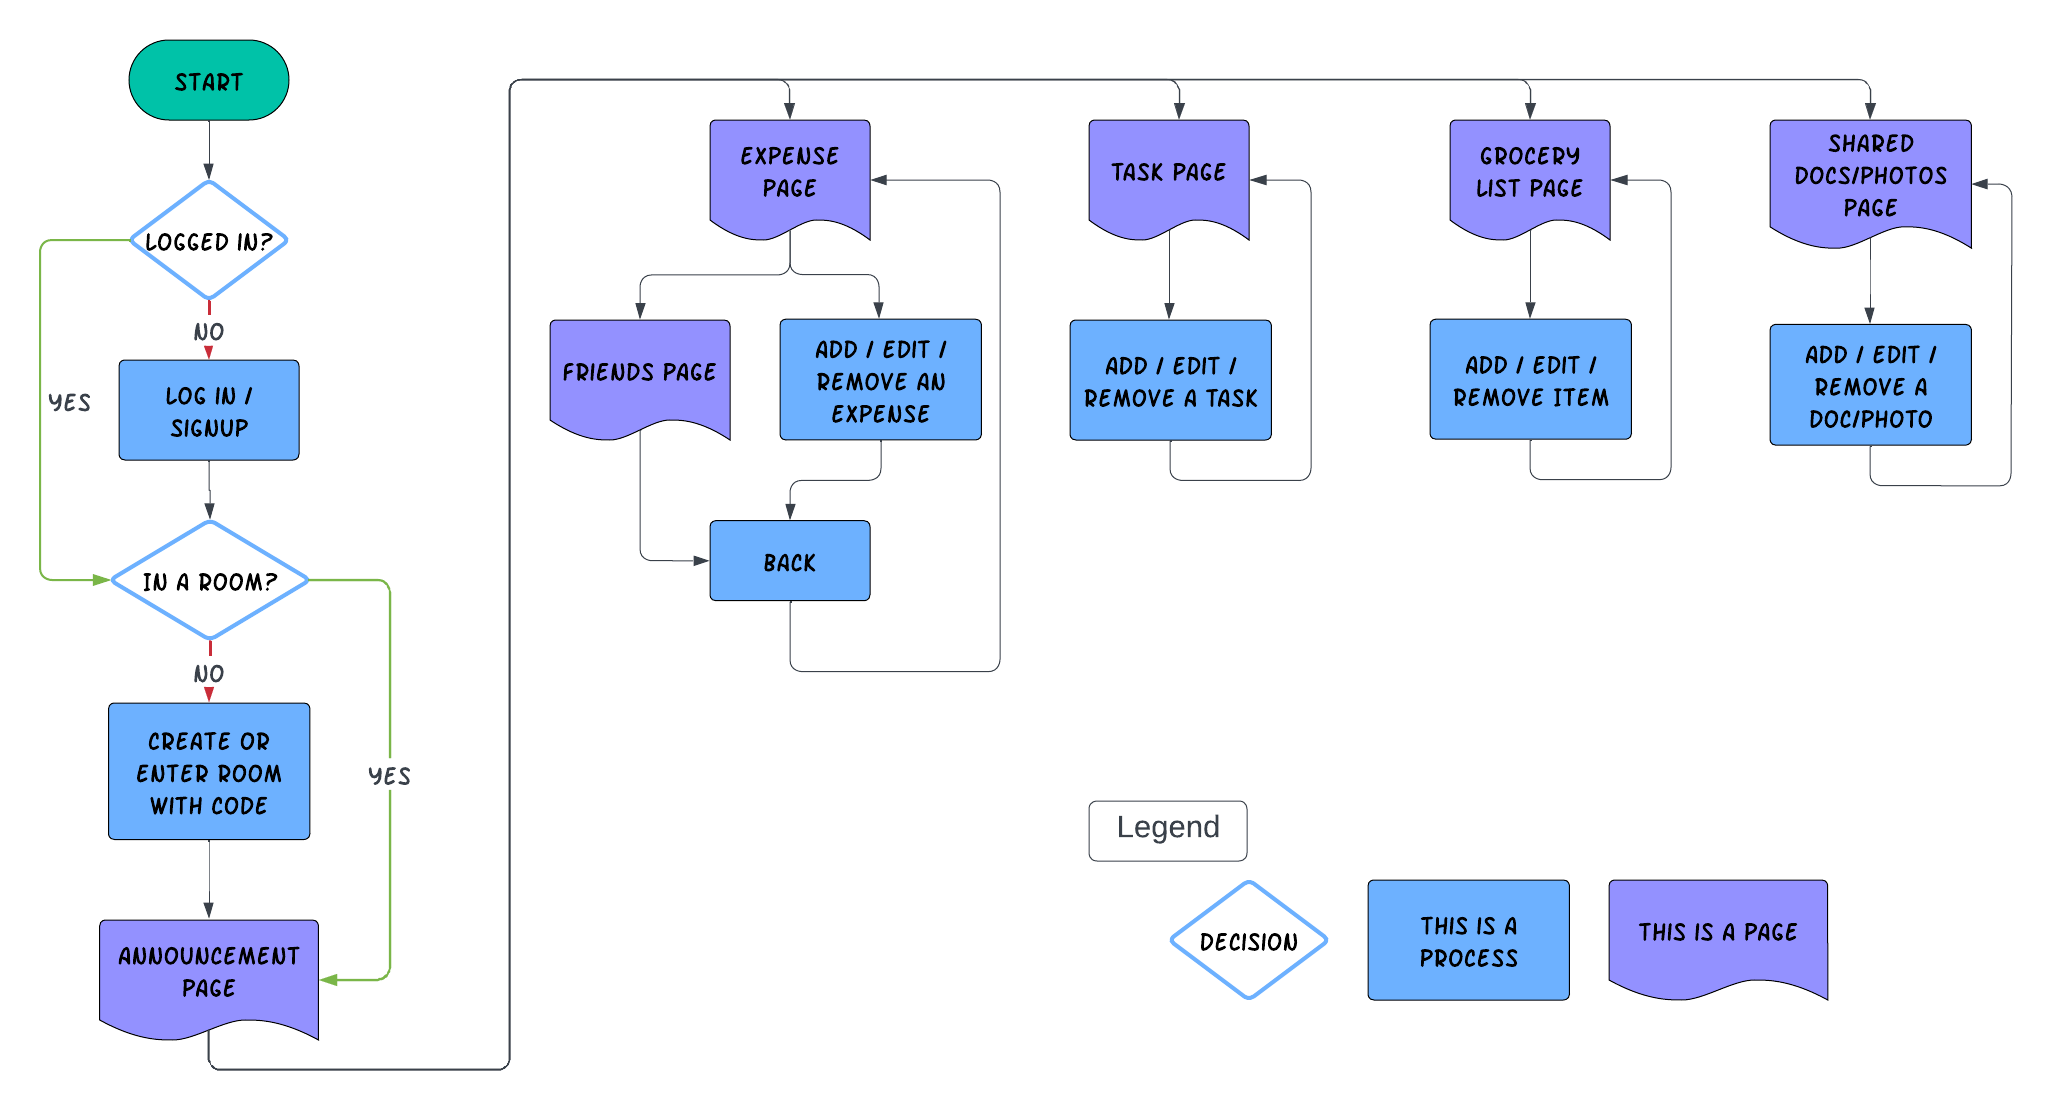 START
LOGGED IN?
NO
YES
LOG IN /
SIGNUP
IN A ROOM?
NO
YES
CREATE OR
ENTER ROOM
WITH CODE
ANNOUNCEMENT
PAGE
EXPENSE
PAGE
FRIENDS PAGE
ADD / EDIT /
REMOVE AN
EXPENSE
BACK
TASK PAGE
ADD / EDIT /
REMOVE A TASK
GROCERY
LIST PAGE
ADD / EDIT /
REMOVE ITEM
SHARED
DOCS/PHOTOS
PAGE
ADD / EDIT /
REMOVE A
DOC/PHOTO
Legend
DECISION
THIS IS A
PROCESS
THIS IS A PAGE